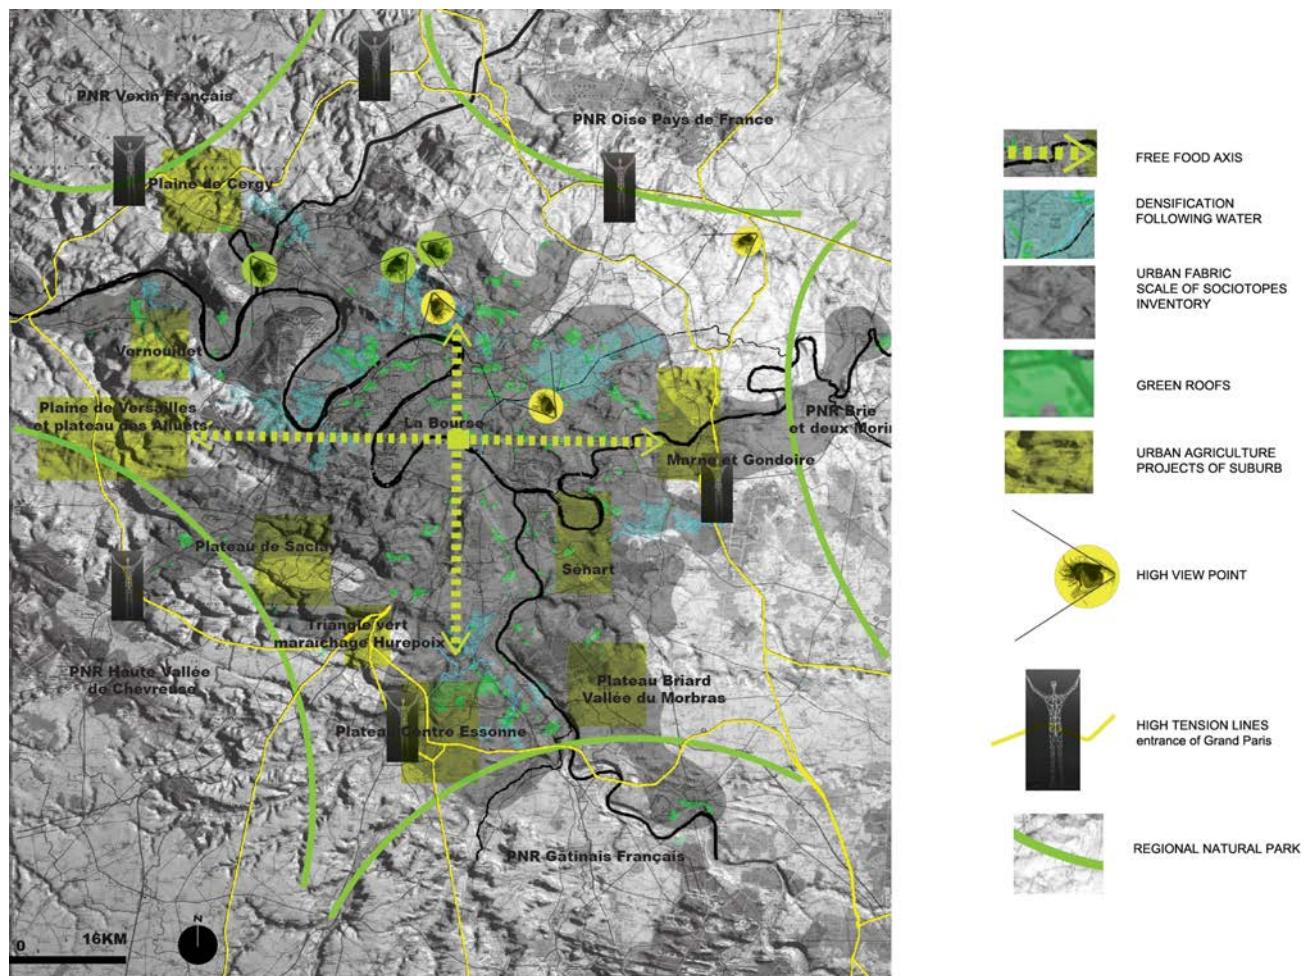 PNR Vexin Français
PNR Oise Pays de France
Plaine de Cergy
Vernouillet
Plaine de Versailles
et plateau des Alluets
La Bourse
PNR Brie
et deux Morin
Marne et Gondoire
Plateau de Saclay
Sénart
Triangle vert
maraichage Hurepoix
PNR Haute Vallée
de Chevreuse
Plateau Briard
Vallée du Morbras
Plateau Centre Essonne
PNR Gâtinais Français
N
0
16KM
FREE FOOD AXIS
DENSIFICATION
FOLLOWING WATER
URBAN FABRIC
SCALE OF SOCIOTOPES
INVENTORY
GREEN ROOFS
URBAN AGRICULTURE
PROJECTS OF SUBURB
HIGH VIEW POINT
HIGH TENSION LINES
entrance of Grand Paris
REGIONAL NATURAL PARK